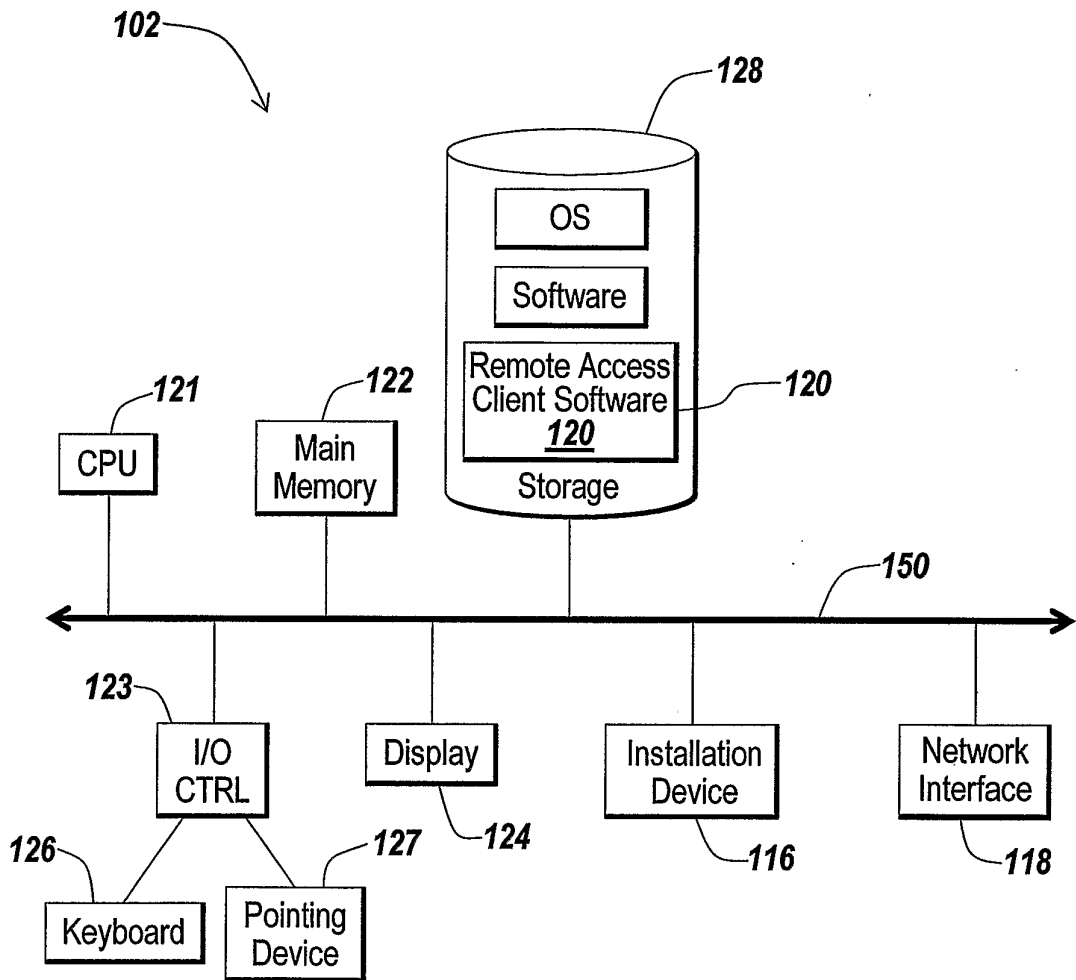 102
128
OS
Software
Remote Access
Client Software
120
120
Storage
121
CPU
122
Main
Memory
150
123
I/O
CTRL
Display
124
Installation
Device
116
Network
Interface
118
126
Keyboard
127
Pointing
Device